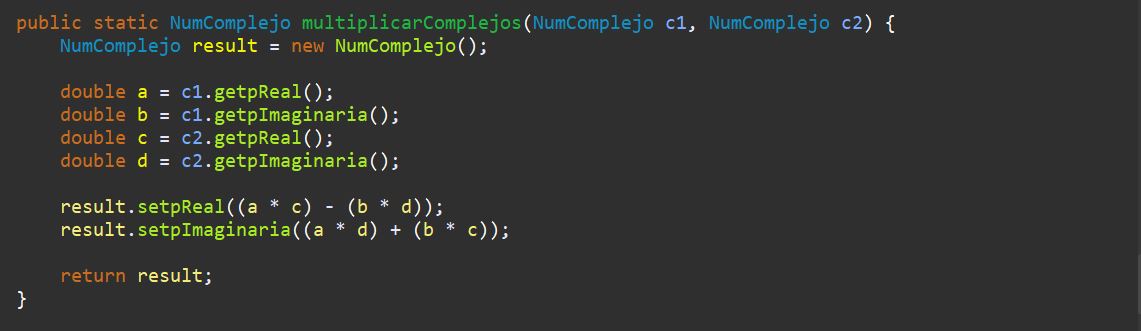 public static NumComplejo multiplicarComplejos(NumComplejo c1, NumComplejo c2) {
    NumComplejo result = new NumComplejo();

    double a = c1.getpReal();
    double b = c1.getpImaginaria();
    double c = c2.getpReal();
    double d = c2.getpImaginaria();

    result.setpReal((a * c) - (b * d));
    result.setpImaginaria((a * d) + (b * c));

    return result;
}